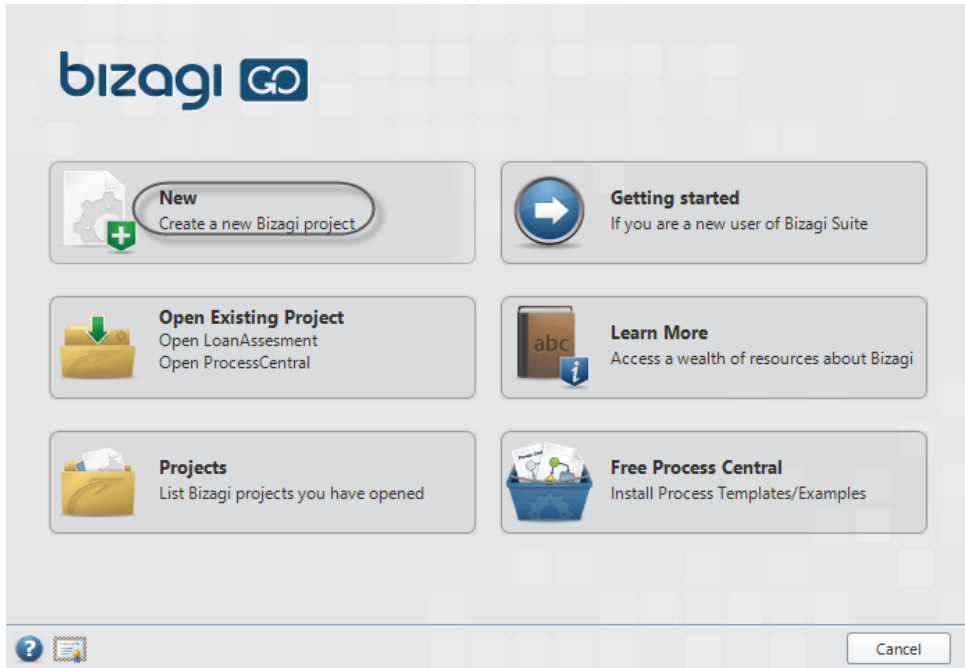 bizagi GO
New
Create a new Bizagi project
Getting started
If you are a new user of Bizagi Suite
Open Existing Project
Open LoanAssesment
Open ProcessCentral
abc
i
Learn More
Access a wealth of resources about Bizagi
Projects
List Bizagi projects you have opened
Free Process Central
Install Process Templates/Examples
?
Cancel